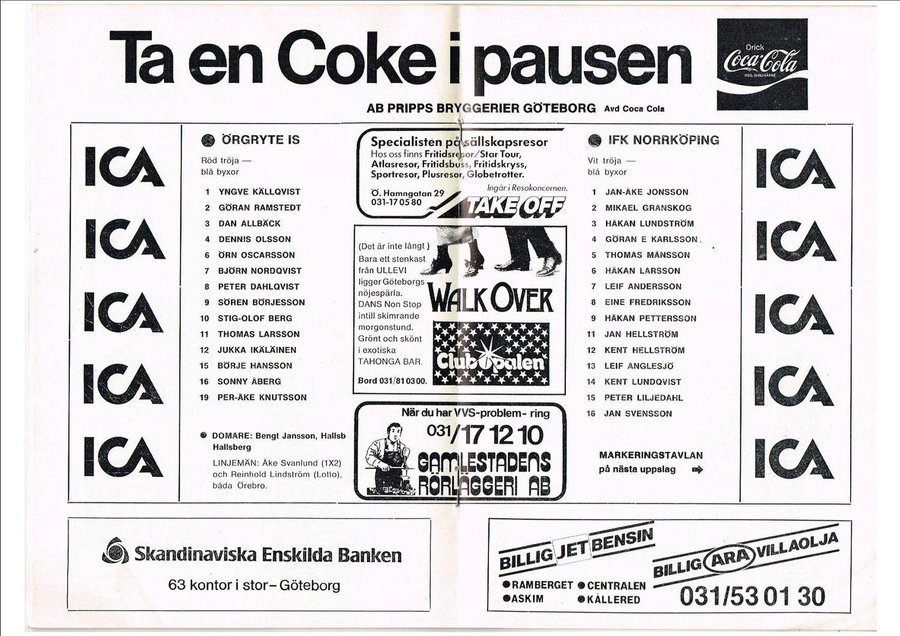 Ta en Coke i pausen
Drick
Coca-Cola
REG. VARUMÄRKE
AB PRIPPS BRYGGERIER GÖTEBORG Avd Coca Cola
ICA
ICA
ICA
ICA
ICA
ÖRGRYTE IS
Röd tröja —
blå byxor
1 YNGVE KÄLLQVIST
2 GÖRAN RAMSTEDT
3 DAN ALLBÄCK
4 DENNIS OLSSON
6 ÖRN OSCARSSON
7 BJÖRN NORDQVIST
8 PETER DAHLQVIST
9 SÖREN BÖRJESSON
10 STIG-OLOF BERG
11 THOMAS LARSSON
12 JUKKA IKÄLÄINEN
15 BÖRJE HANSSON
16 SONNY ÅBERG
19 PER-ÅKE KNUTSSON
DOMARE: Bengt Jansson, Hallsb
Hallsberg
LINJEMÄN: Åke Svanlund (1X2)
och Reinhold Lindström (Lotto),
båda Örebro.
Specialisten på sällskapsresor
Hos oss finns Fritidsresor/Star Tour,
Atlasresor, Fritidsbuss, Fritidskryss,
Sportresor, Plusresor, Globetrotter.
Ingår i Resokoncernen.
Ö. Hamngatan 29
031-17 05 80
TAKE OFF
(Det är inte långt)
Bara ett stenkast
från ULLEVI
ligger Göteborgs
nöjespärla.
DANS Non Stop
intill skimrande
morgonstund.
Grönt och skönt
i exotiska
TAHONGA BAR.
Bord 031/81 03 00.
WALK OVER
Club Opalen
När du har VVS-problem- ring
031/17 12 10
GAMLESTADENS
RÖRLÄGGERI AB
IFK NORRKÖPING
Vit tröja —
blå byxor
1 JAN-ÅKE JONSSON
2 MIKAEL GRANSKOG
3 HÅKAN LUNDSTRÖM
4 GÖRAN E KARLSSON.
5 THOMAS MÅNSSON
6 HÅKAN LARSSON
7 LEIF ANDERSSON
8 EINE FREDRIKSSON
9 HÅKAN PETTERSSON
11 JAN HELLSTRÖM
12 KENT HELLSTRÖM
13 LEIF ANGLESJÖ
14 KENT LUNDQVIST
15 PETER LILJEDAHL
16 JAN SVENSSON
MARKERINGSTAVLAN
på nästa uppslag
ICA
ICA
ICA
ICA
ICA
Skandinaviska Enskilda Banken
63 kontor i stor-Göteborg
BILLIG JET BENSIN
BILLIG ARA VILLAOLJA
RAMBERGET CENTRALEN
ASKIM KÅLLERED
031/53 01 30